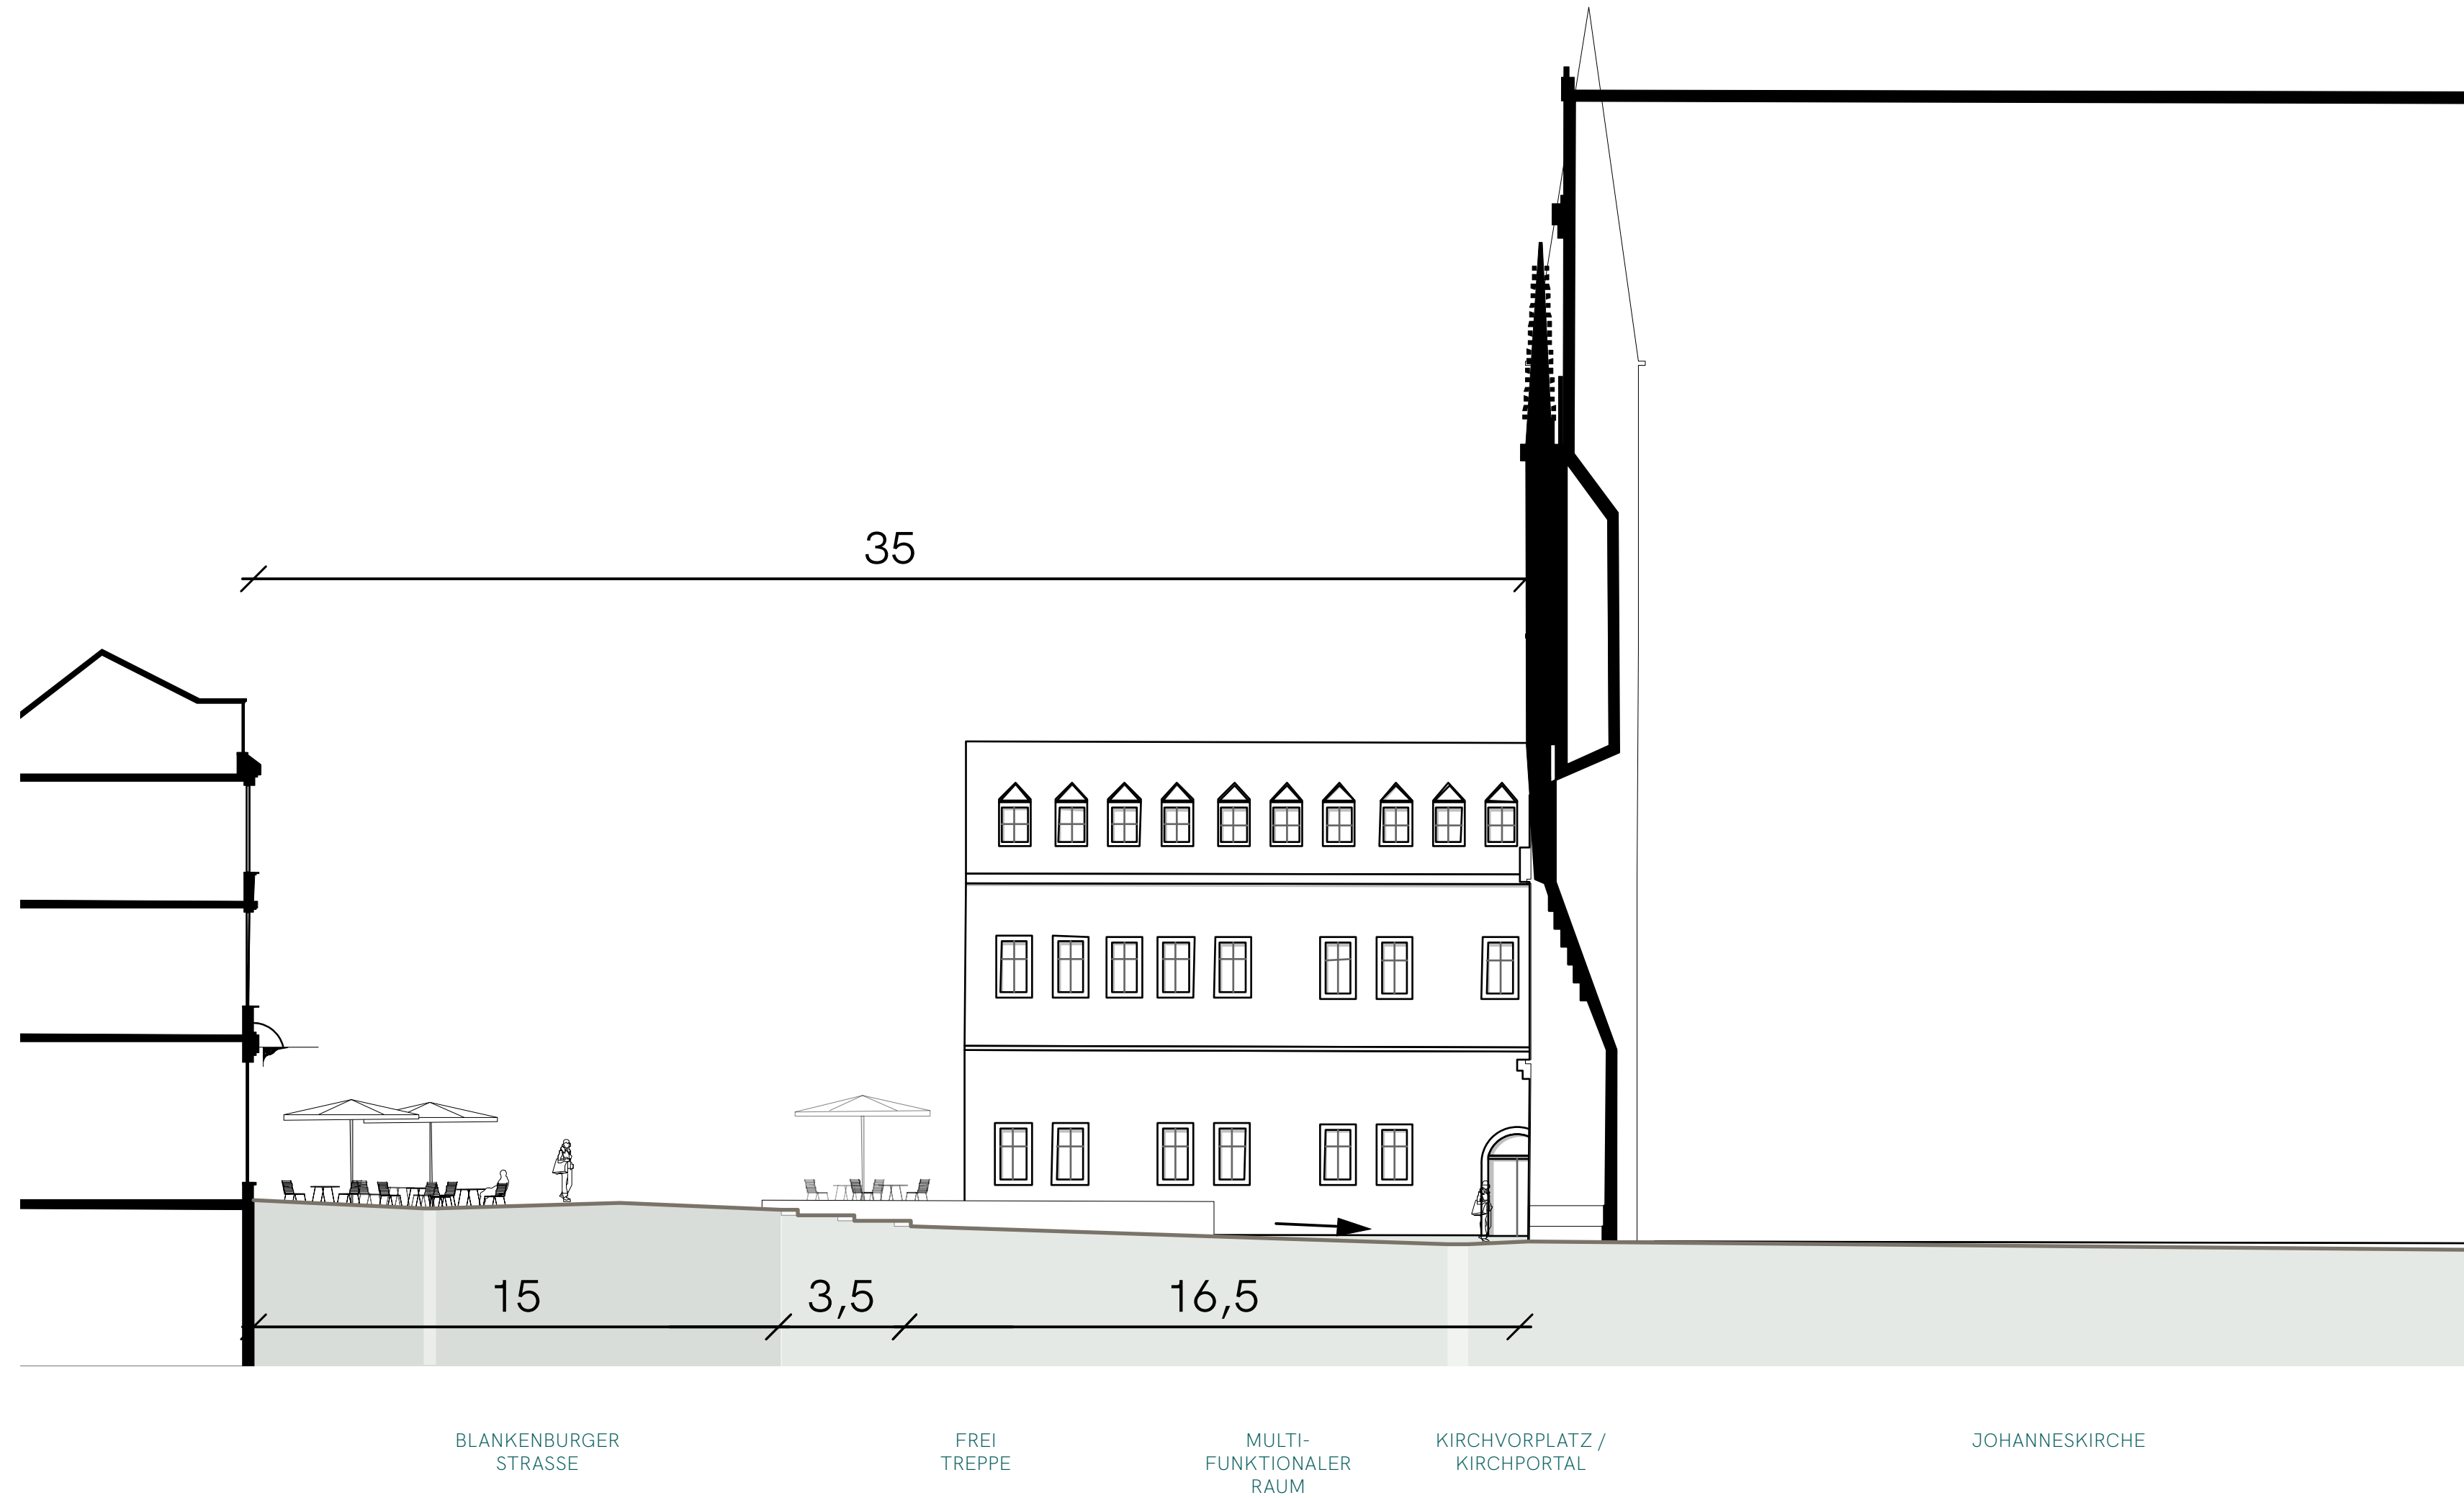 35
15
3,5
16,5
BLANKENBURGER
STRASSE
FREI
TREPPE
MULTI-
FUNKTIONALER
RAUM
KIRCHVORPLATZ /
KIRCHPORTAL
JOHANNESKIRCHE